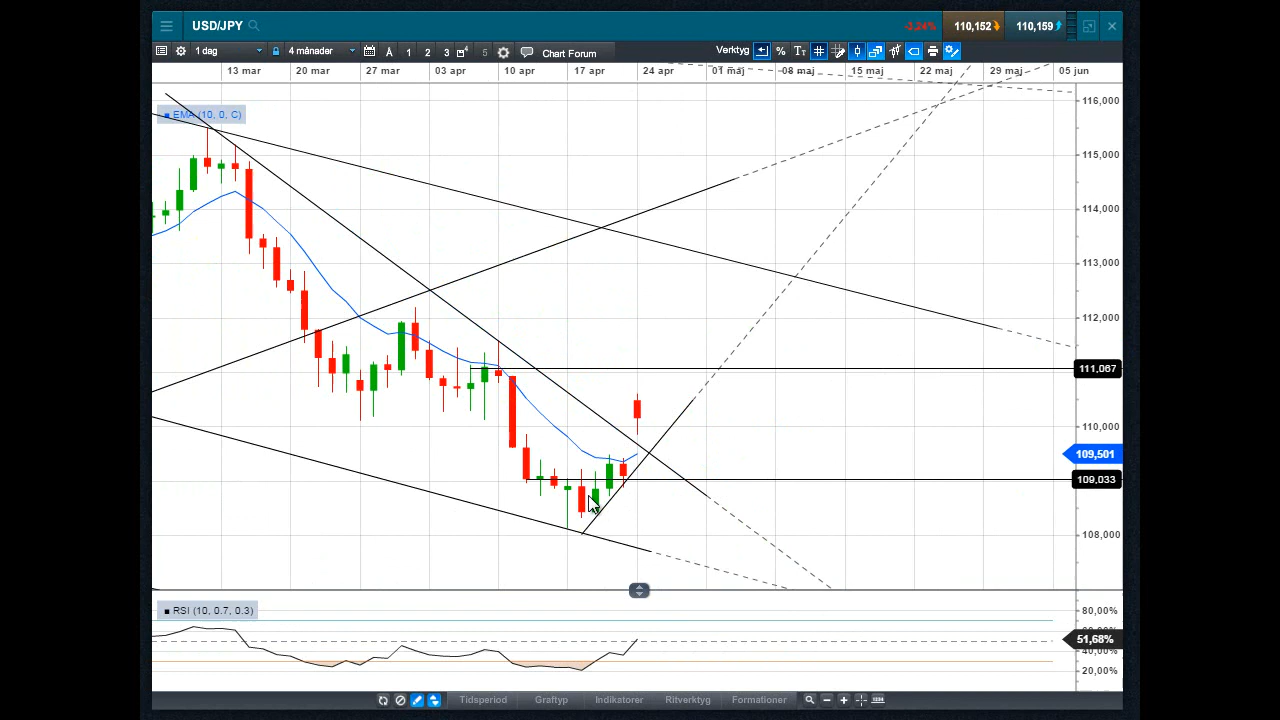 USD/JPY -3,24% 110,152 110,159
1 dag 4 månader A 1 2 3 5 Chart Forum Verktyg % Tт
13 mar 20 mar 27 mar 03 apr 10 apr 17 apr 24 apr 01 maj 08 maj 15 maj 22 maj 29 maj 05 jun
EMA (10, 0, C)
116,000
115,000
114,000
113,000
112,000
111,067
110,000
109,501
109,033
108,000
RSI (10, 0.7, 0.3)
80,00%
51,68%
40,00%
20,00%
Tidsperiod Graftyp Indikatorer Ritverktyg Formationer